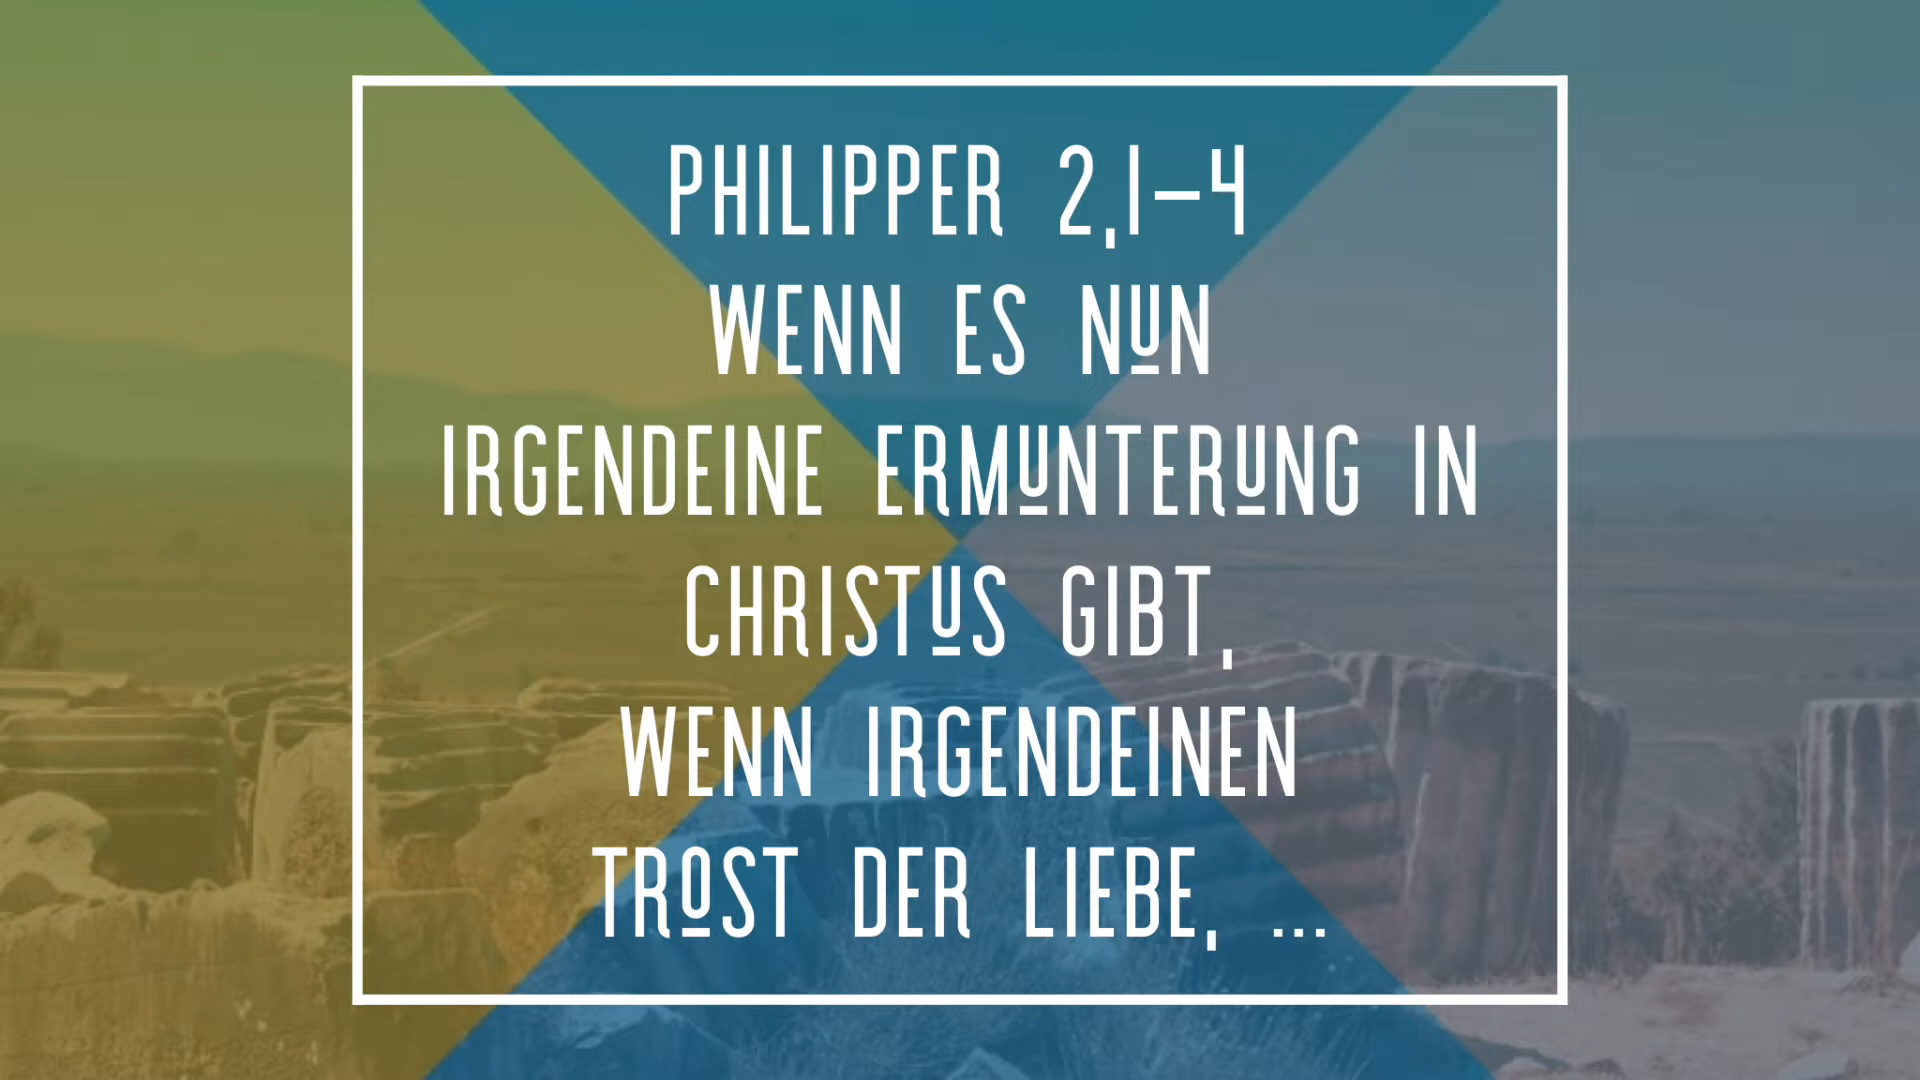 PHILIPPER 2,1-4
WENN ES NUN
IRGENDEINE ERMUNTERUNG IN
CHRISTUS GIBT,
WENN IRGENDEINEN
TROST DER LIEBE, ...